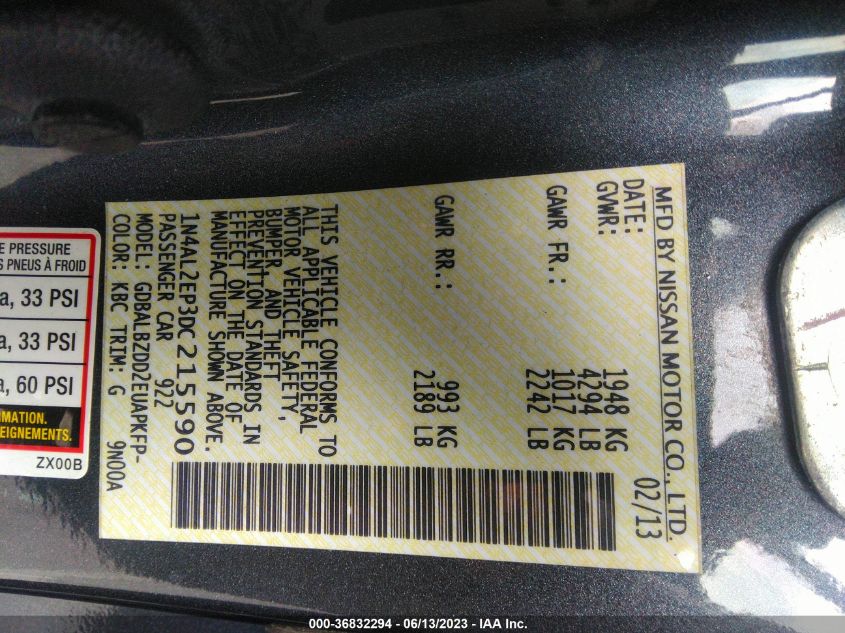 MFD BY NISSAN MOTOR CO., LTD.
DATE: 02/13
GVWR: 1948 KG
4294 LB
GAWR FR.: 1017 KG
2242 LB
GAWR RR.: 993 KG
2189 LB
THIS VEHICLE CONFORMS TO
ALL APPLICABLE FEDERAL
MOTOR VEHICLE SAFETY,
BUMPER, AND THEFT
PREVENTION STANDARDS IN
EFFECT ON THE DATE OF
MANUFACTURE SHOWN ABOVE.
1N4AL2EP3DC215590
PASSENGER CAR 922
MODEL: GDBALBZDD2EUAPKFP-
COLOR: KBC TRIM: G 9N00A
E PRESSURE
S PNEUS À FROID
a, 33 PSI
a, 33 PSI
a, 60 PSI
MATION.
EIGNEMENTS.
ZX00B
000-36832294 - 06/13/2023 - IAA Inc.